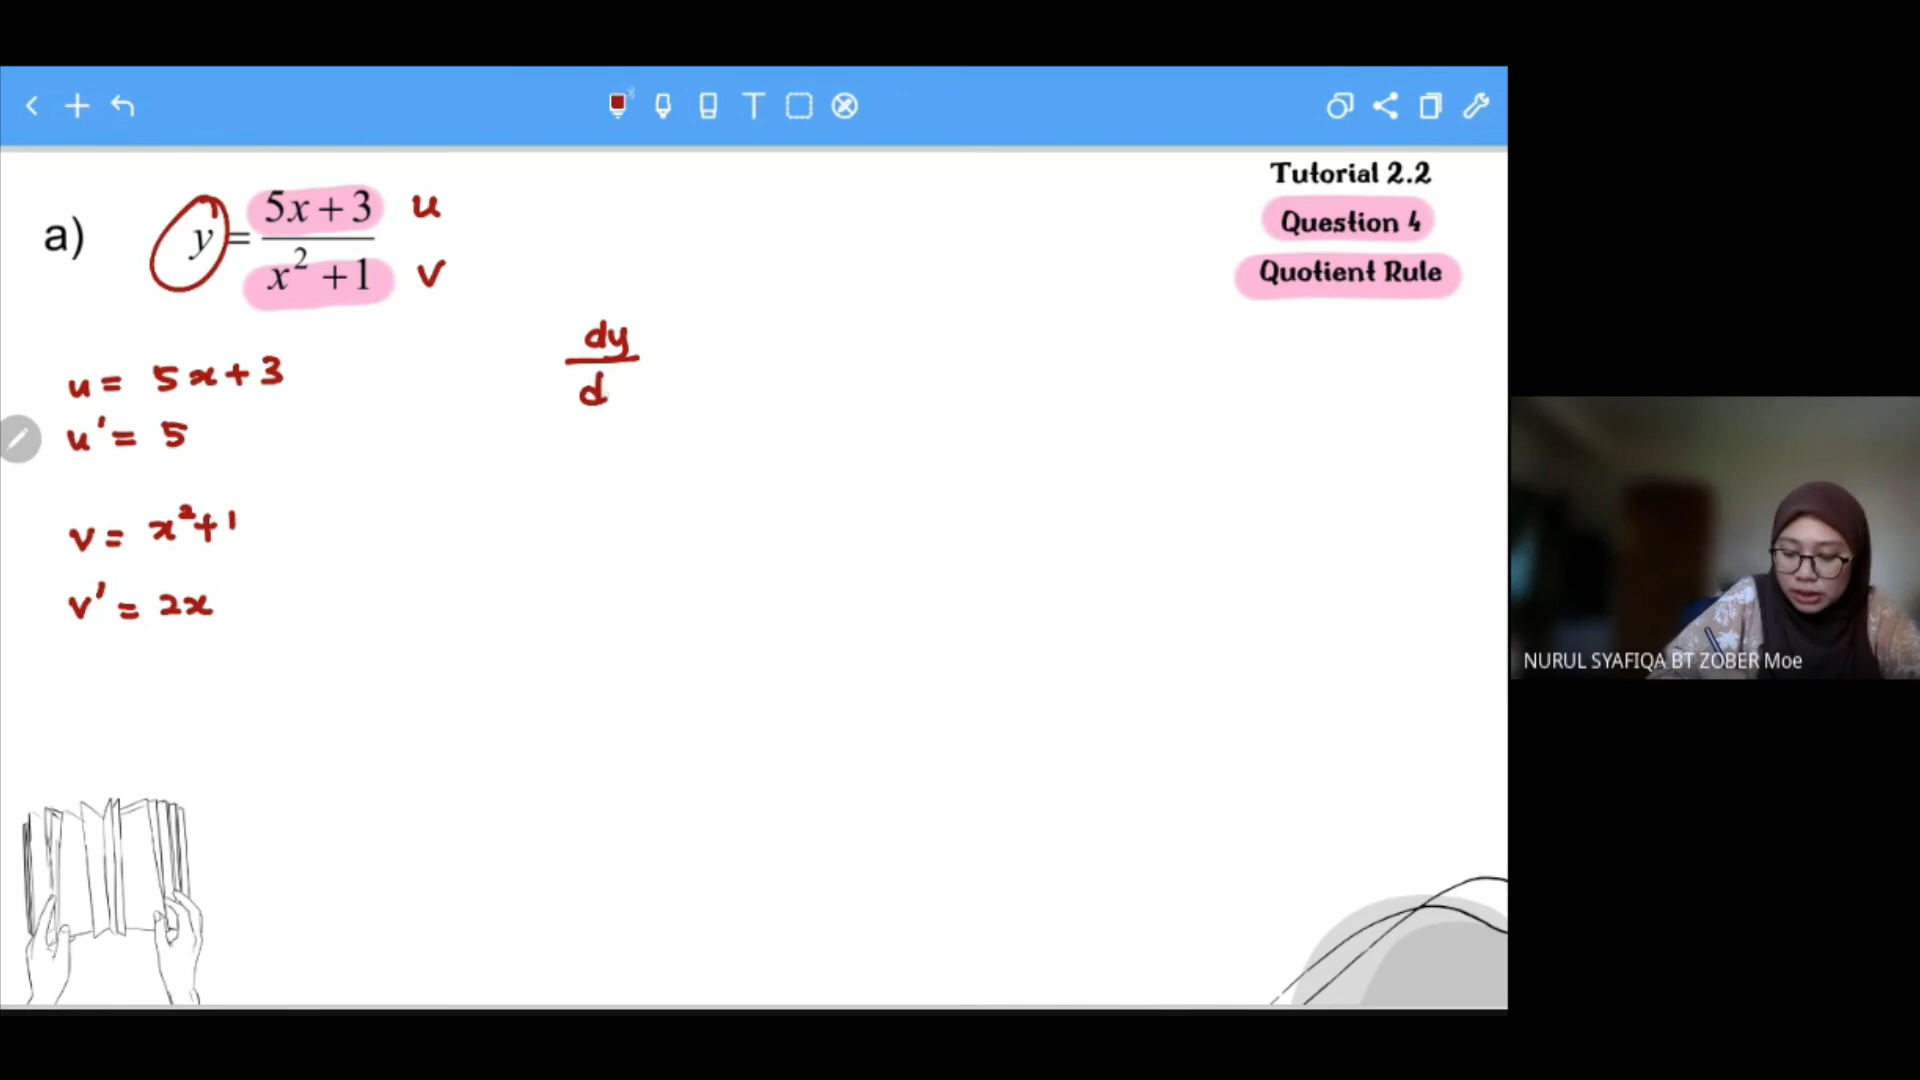 Tutorial 2.2
Question 4
Quotient Rule
a) y = 5x + 3 u
x² + 1 v
u = 5x + 3
u' = 5
v = x² + 1
v' = 2x
dy
d
NURUL SYAFIQA BT ZOBER Moe